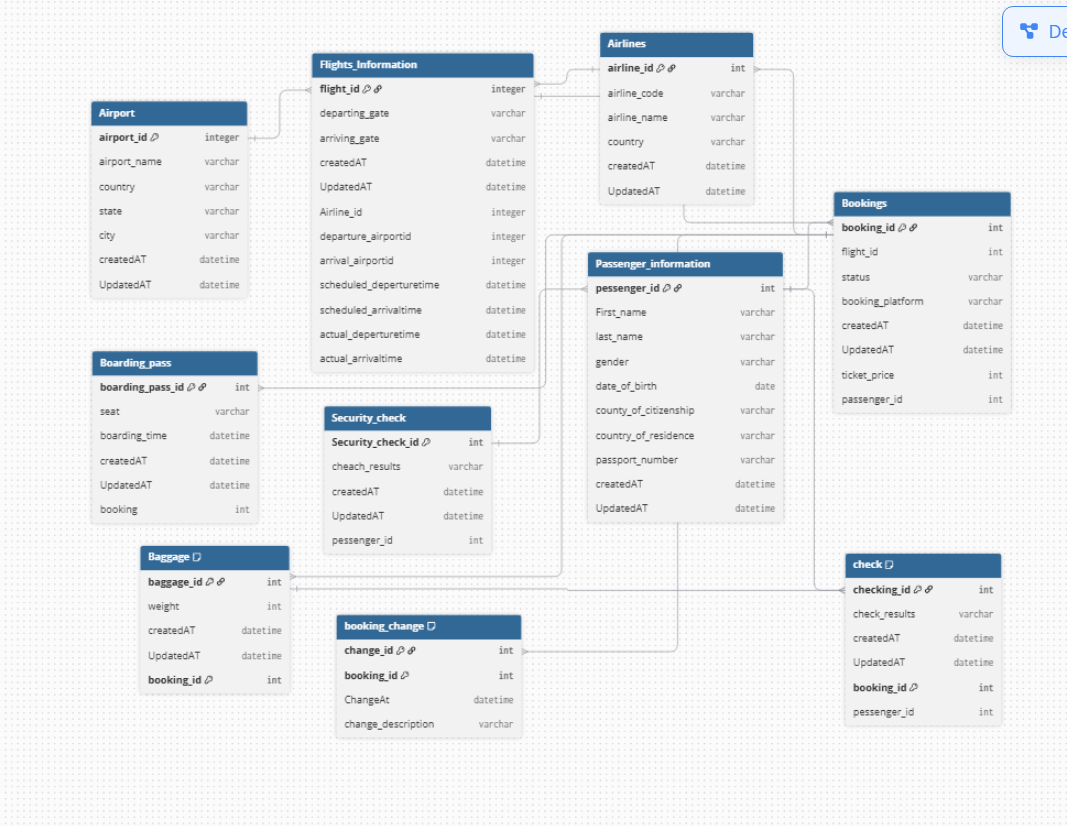 De
Airlines
airline_id int
airline_code varchar
airline_name varchar
country varchar
createdAT datetime
UpdatedAT datetime
Flights_Information
flight_id integer
departing_gate varchar
arriving_gate varchar
createdAT datetime
UpdatedAT datetime
Airline_id integer
departure_airportid integer
arrival_airportid integer
scheduled_deperturetime datetime
scheduled_arrivaltime datetime
actual_deperturetime datetime
actual_arrivaltime datetime
Airport
airport_id integer
airport_name varchar
country varchar
state varchar
city varchar
createdAT datetime
UpdatedAT datetime
Bookings
booking_id int
flight_id int
status varchar
booking_platform varchar
createdAT datetime
UpdatedAT datetime
ticket_price int
passenger_id int
Passenger_information
pessenger_id int
First_name varchar
last_name varchar
gender varchar
date_of_birth date
county_of_citizenship varchar
country_of_residence varchar
passport_number varchar
createdAT datetime
UpdatedAT datetime
Boarding_pass
boarding_pass_id int
seat varchar
boarding_time datetime
createdAT datetime
UpdatedAT datetime
booking int
Security_check
Security_check_id int
cheach_results varchar
createdAT datetime
UpdatedAT datetime
pessenger_id int
Baggage
baggage_id int
weight int
createdAT datetime
UpdatedAT datetime
booking_id int
check
checking_id int
check_results varchar
createdAT datetime
UpdatedAT datetime
booking_id int
pessenger_id int
booking_change
change_id int
booking_id int
ChangeAt datetime
change_description varchar